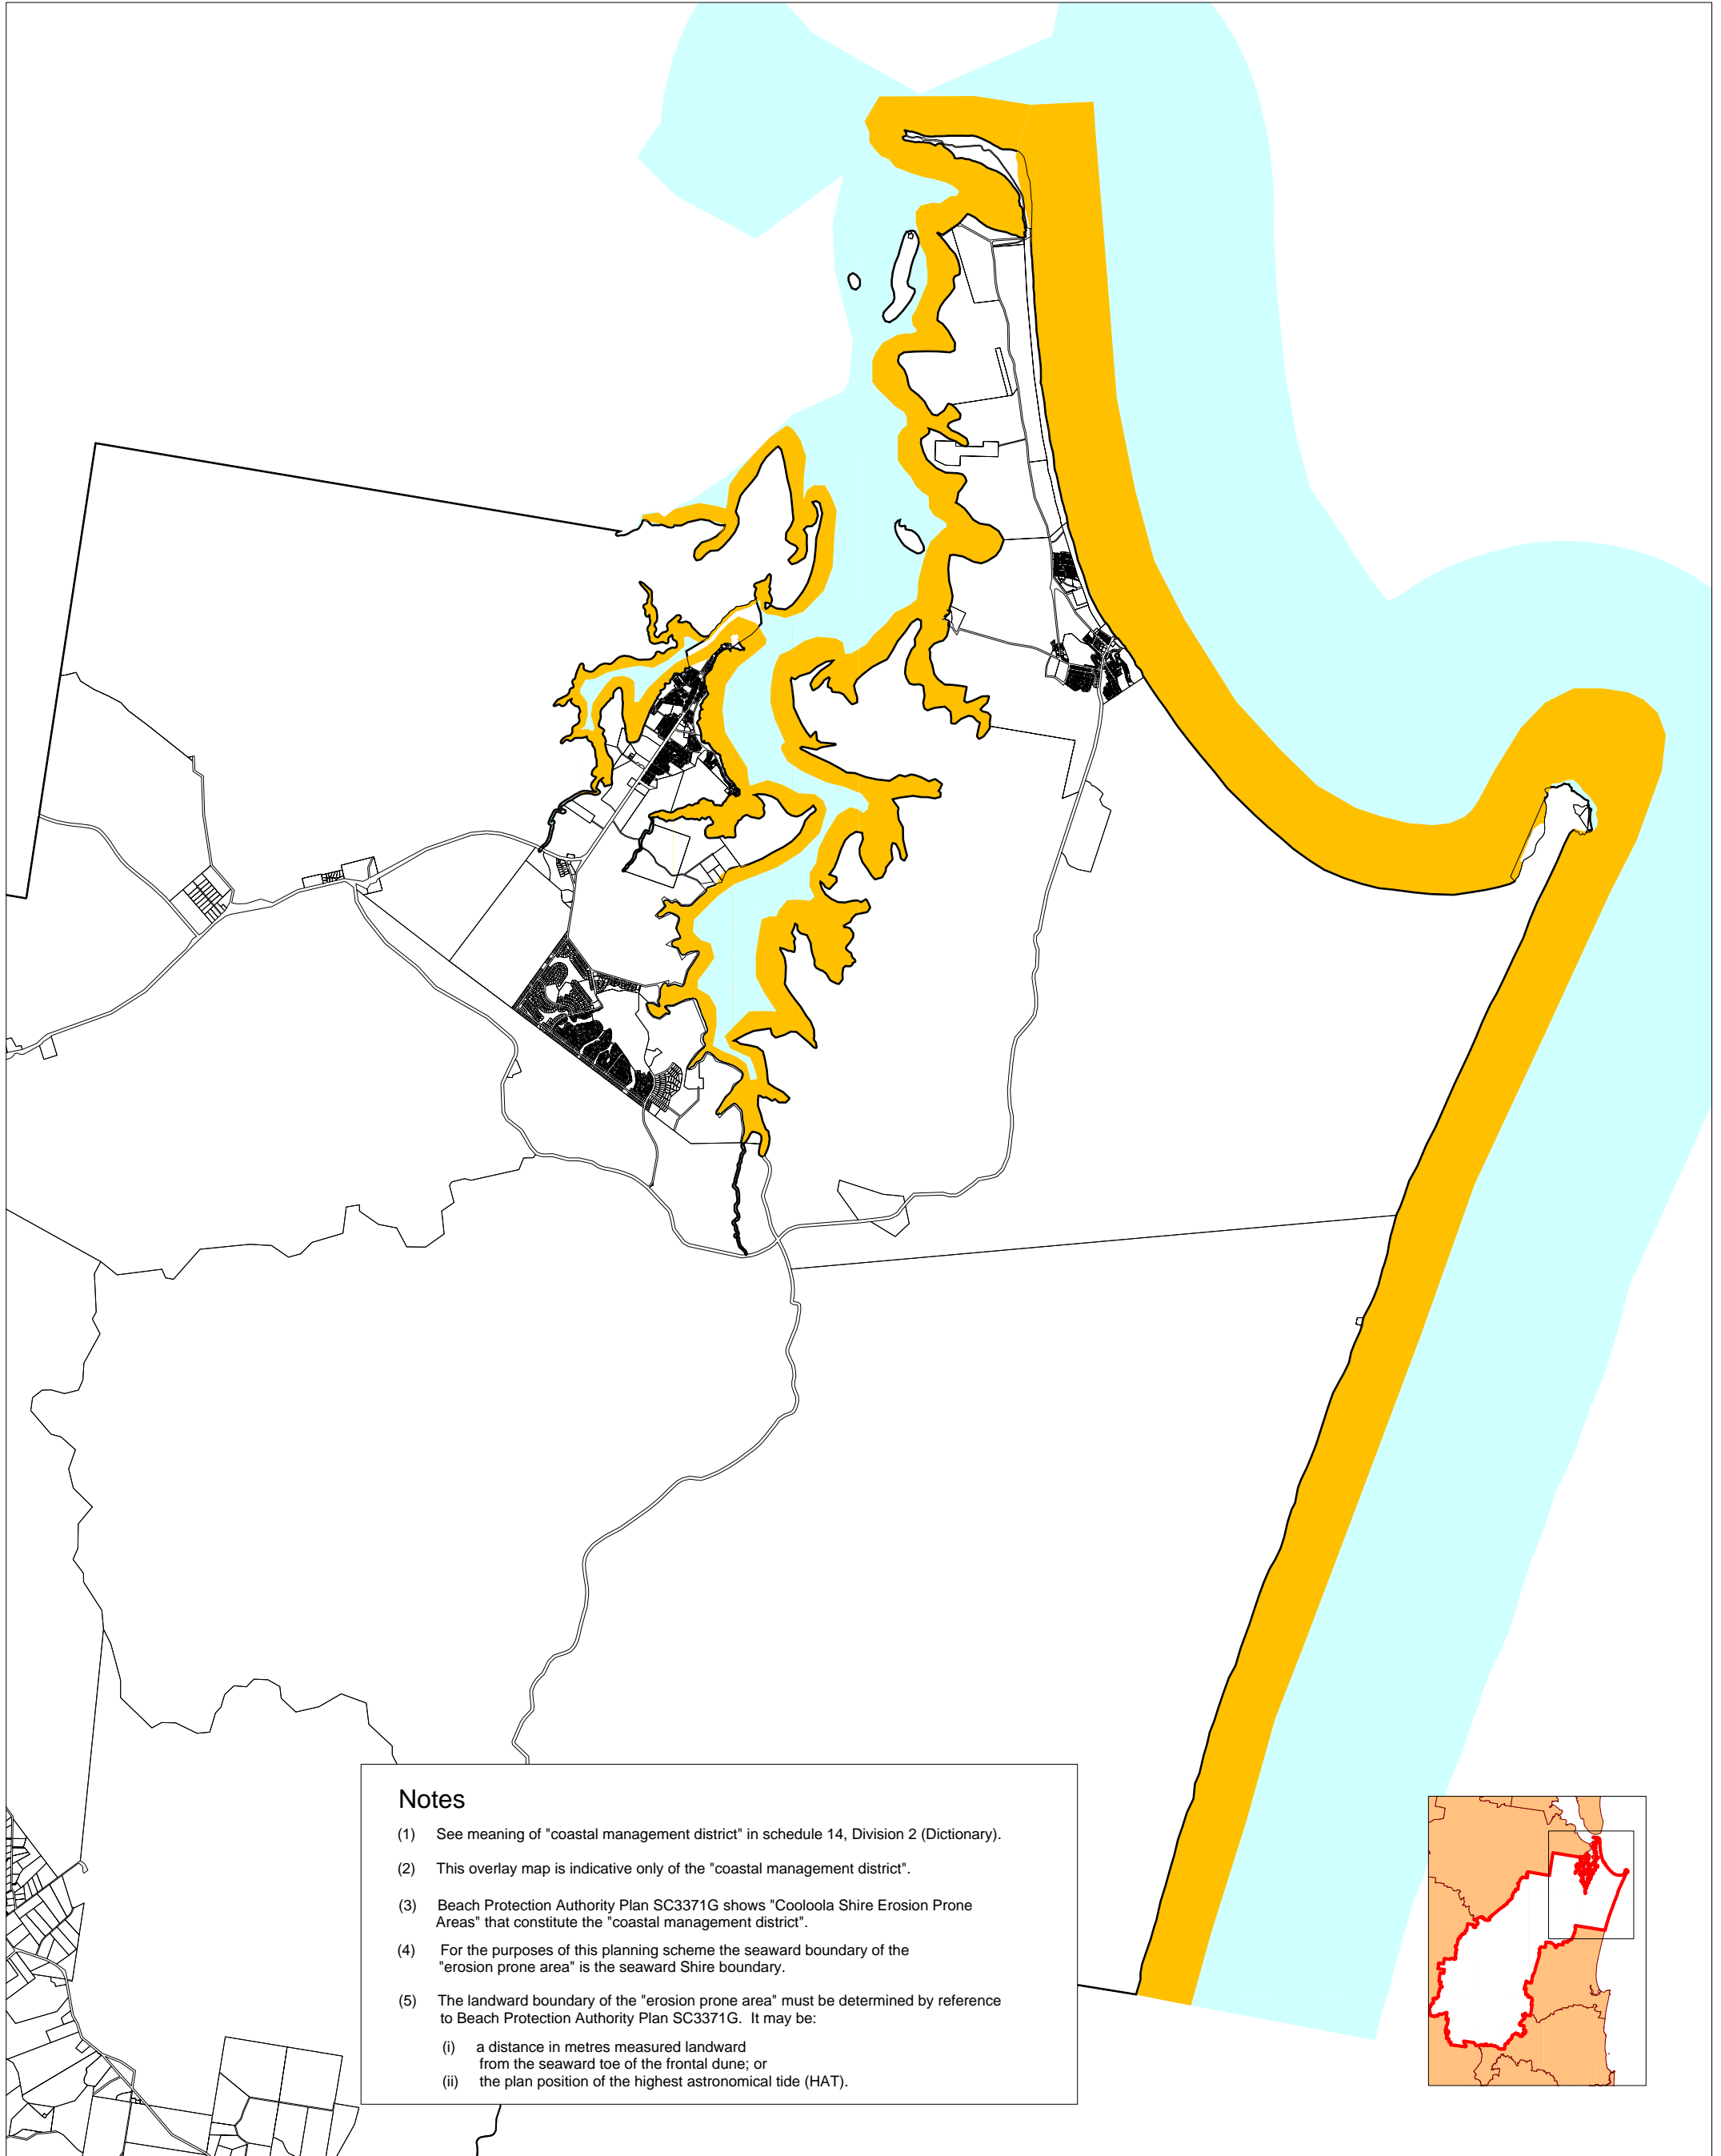 Notes
(1) See meaning of "coastal management district" in schedule 14, Division 2 (Dictionary).
(2) This overlay map is indicative only of the "coastal management district".
(3) Beach Protection Authority Plan SC3371G shows "Cooloola Shire Erosion Prone
Areas" that constitute the "coastal management district".
(4) For the purposes of this planning scheme the seaward boundary of the
"erosion prone area" is the seaward Shire boundary.
(5) The landward boundary of the "erosion prone area" must be determined by reference
to Beach Protection Authority Plan SC3371G. It may be:
(i) a distance in metres measured landward
from the seaward toe of the frontal dune; or
(ii) the plan position of the highest astronomical tide (HAT).